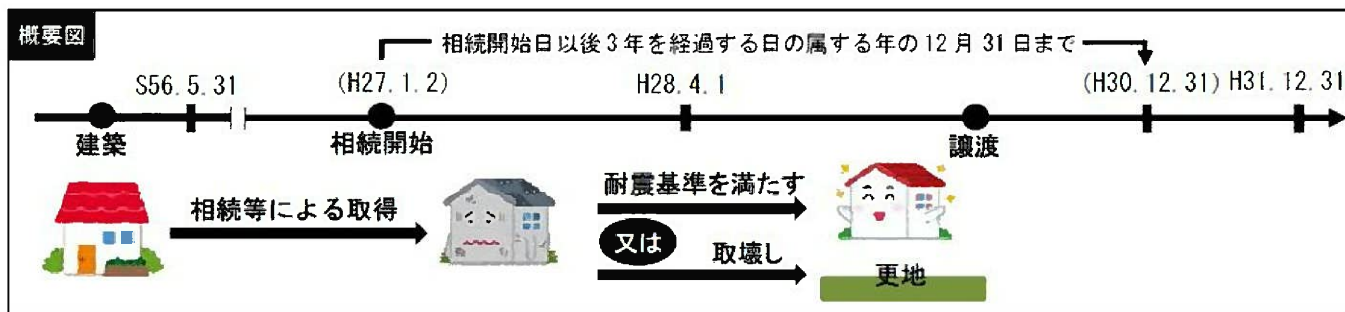 概要図
相続開始日以後3年を経過する日の属する年の12月31日まで
S56.5.31 (H27.1.2) H28.4.1 (H30.12.31) H31.12.31
建築 相続開始 譲渡
相続等による取得
耐震基準を満たす
又は
取壊し
更地